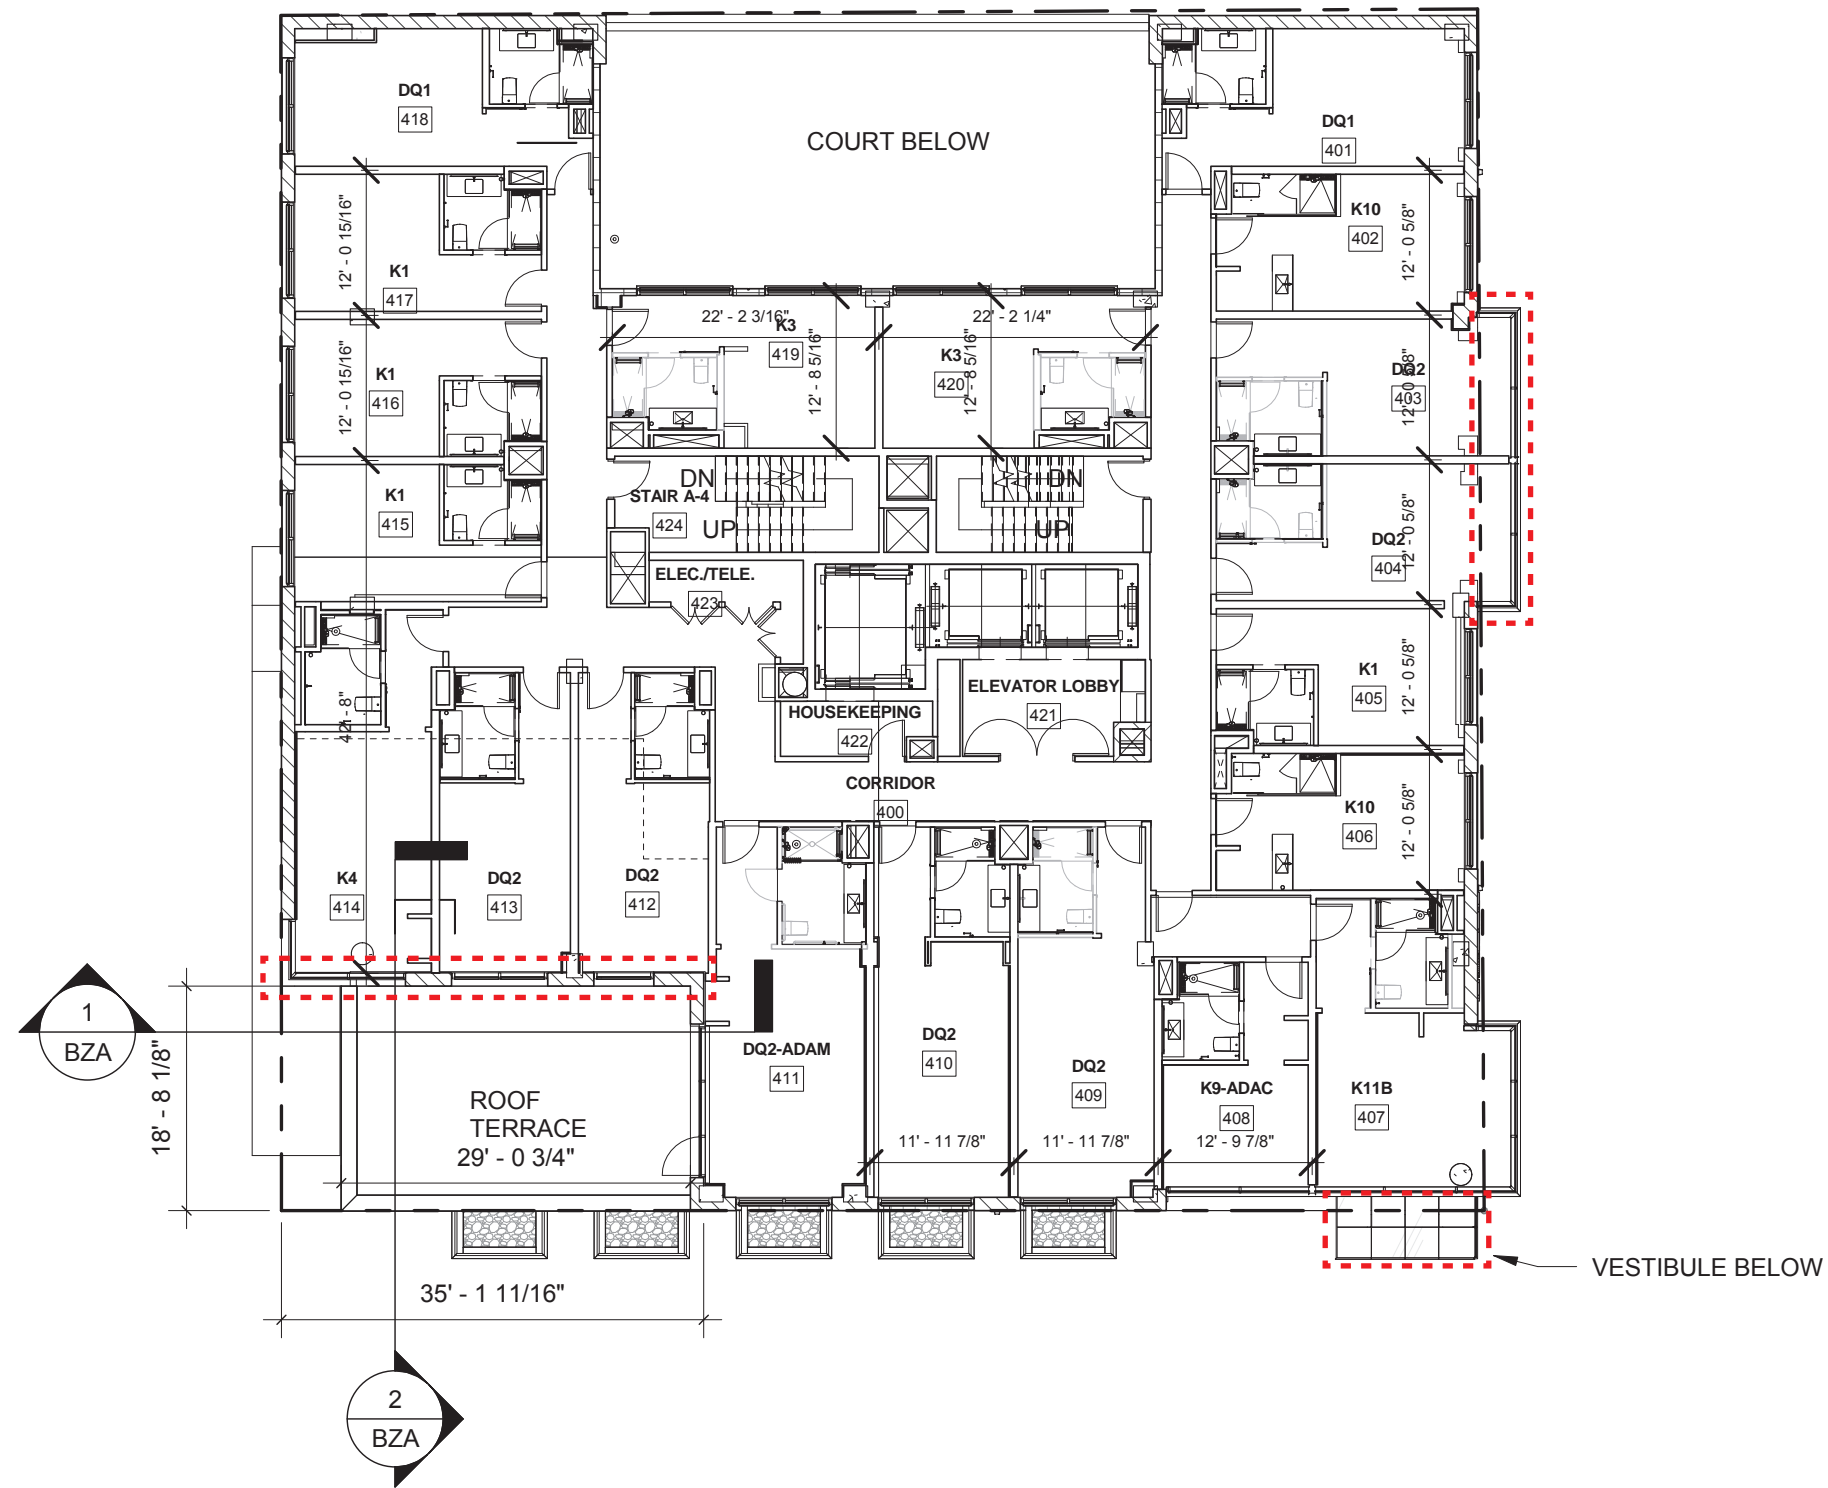 DQ1
418
COURT BELOW
DQ1
401
K10
402
12' - 0 5/8"
12' - 0 15/16"
K1
417
22' - 2 3/16"
K3
419
12' - 8 5/16"
22' - 2 1/4"
K3
420
12' - 8 5/16"
DQ2
403
12' - 0 5/8"
12' - 0 15/16"
K1
416
K1
415
DN
STAIR A-4
424
UP
DN
UP
DQ2
404
12' - 0 5/8"
ELEC./TELE.
423
K1
405
12' - 0 5/8"
ELEVATOR LOBBY
421
HOUSEKEEPING
422
42' - 8"
CORRIDOR
400
K10
406
12' - 0 5/8"
K4
414
DQ2
413
DQ2
412
1
BZA
18' - 8 1/8"
DQ2-ADAM
411
DQ2
410
DQ2
409
K9-ADAC
408
K11B
407
ROOF
TERRACE
29' - 0 3/4"
11' - 11 7/8"
11' - 11 7/8"
12' - 9 7/8"
VESTIBULE BELOW
35' - 1 11/16"
2
BZA